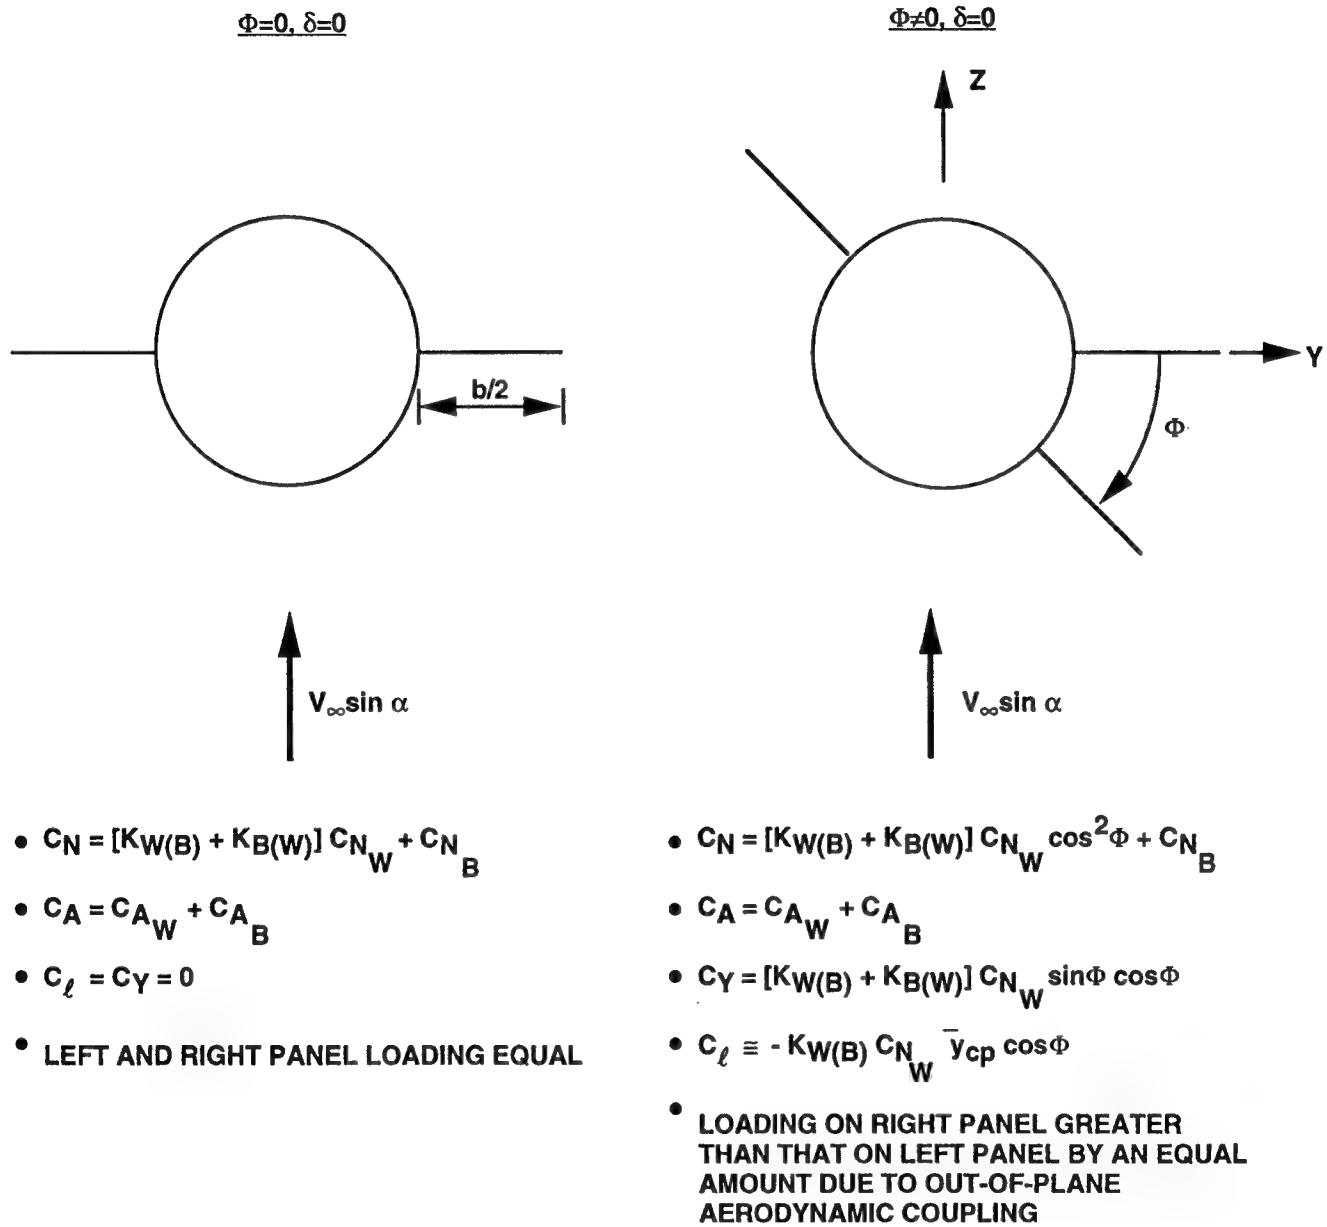 Φ=0, δ=0
b/2
V∞sin α
• CN = [KW(B) + KB(W)] CNW + CNB
• CA = CAW + CAB
• Cℓ = CY = 0
• LEFT AND RIGHT PANEL LOADING EQUAL
Φ≠0, δ=0
Z
Y
Φ
V∞sin α
• CN = [KW(B) + KB(W)] CNW cos²Φ + CNB
• CA = CAW + CAB
• CY = [KW(B) + KB(W)] CNW sinΦ cosΦ
• Cℓ ≅ - KW(B) CNW y̅cp cosΦ
• LOADING ON RIGHT PANEL GREATER
THAN THAT ON LEFT PANEL BY AN EQUAL
AMOUNT DUE TO OUT-OF-PLANE
AERODYNAMIC COUPLING